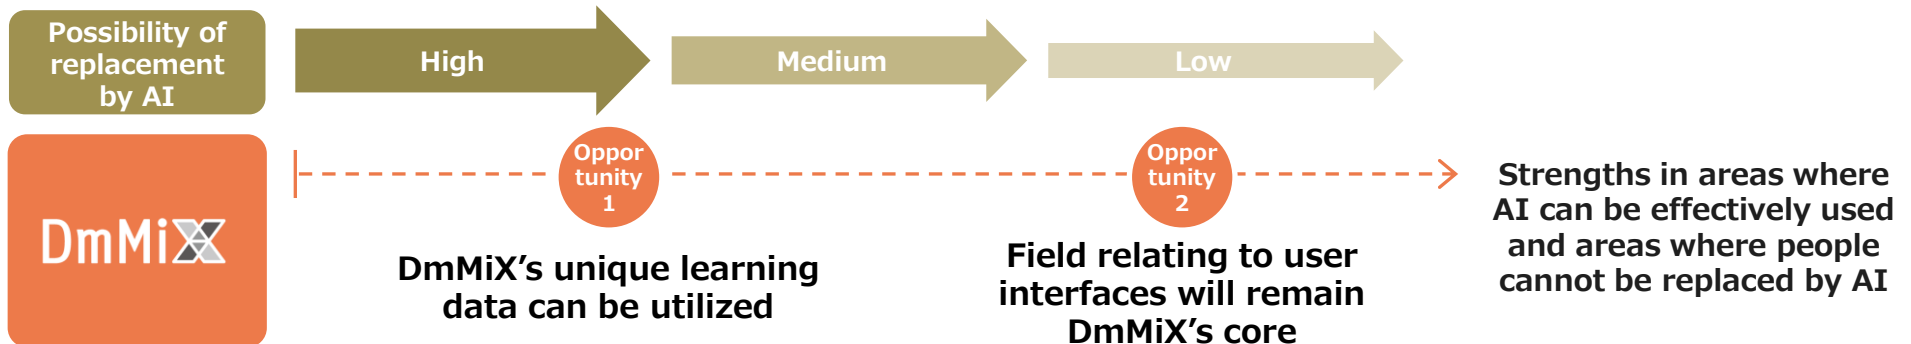 Possibility of
replacement
by AI
High
Medium
Low
DmMiX
Oppor
tunity
1
Oppor
tunity
2
DmMiX’s unique learning
data can be utilized
Field relating to user
interfaces will remain
DmMiX’s core
Strengths in areas where
AI can be effectively used
and areas where people
cannot be replaced by AI